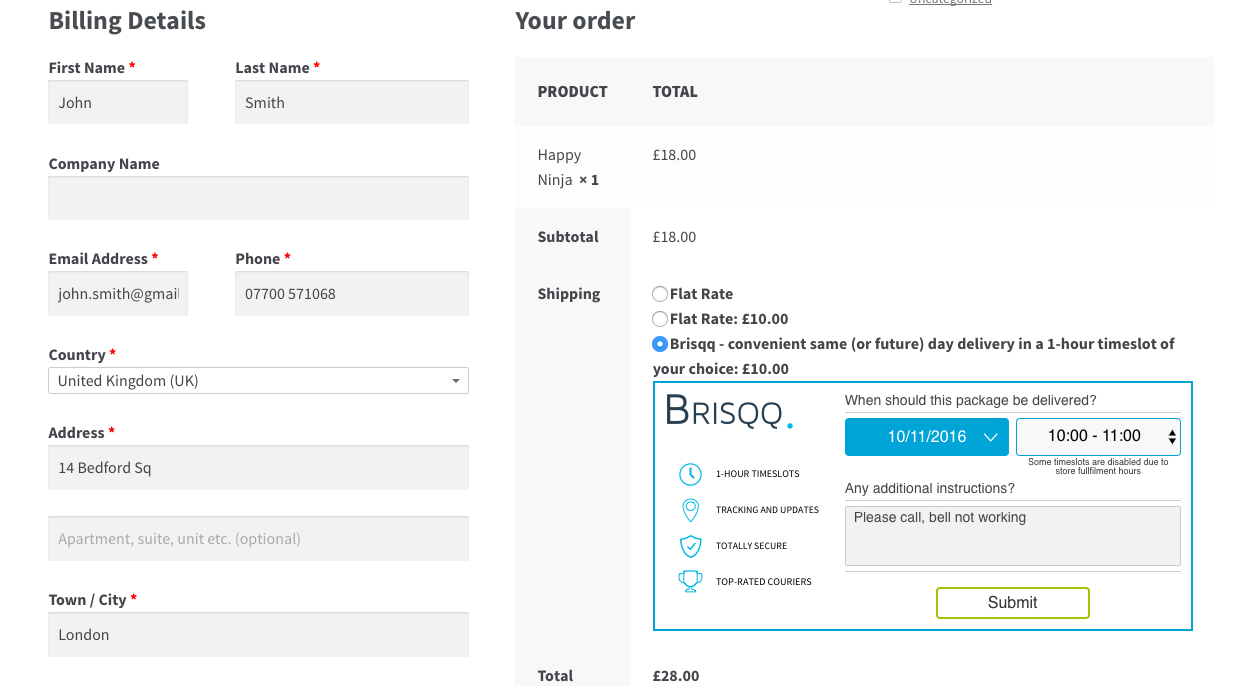 Uncategorized
Billing Details
First Name *
Last Name *
John
Smith
Company Name
Email Address *
Phone *
john.smith@gmail
07700 571068
Country *
United Kingdom (UK)
Address *
14 Bedford Sq
Apartment, suite, unit etc. (optional)
Town / City *
London
Your order
PRODUCT
TOTAL
Happy
Ninja × 1
£18.00
Subtotal
£18.00
Shipping
Flat Rate
Flat Rate: £10.00
Brisqq - convenient same (or future) day delivery in a 1-hour timeslot of
your choice: £10.00
BRISQQ.
1-HOUR TIMESLOTS
TRACKING AND UPDATES
TOTALLY SECURE
TOP-RATED COURIERS
When should this package be delivered?
10/11/2016
10:00 - 11:00
Some timeslots are disabled due to
store fullfilment hours
Any additional instructions?
Please call, bell not working
Submit
Total
£28.00